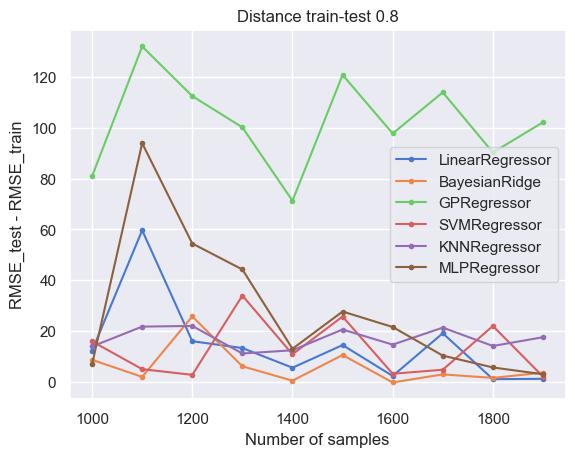 Distance train-test 0.8
RMSE_test - RMSE_train
120
100
80
60
40
20
0
LinearRegressor
BayesianRidge
GPRegressor
SVMRegressor
KNNRegressor
MLPRegressor
1000
1200
1400
1600
1800
Number of samples